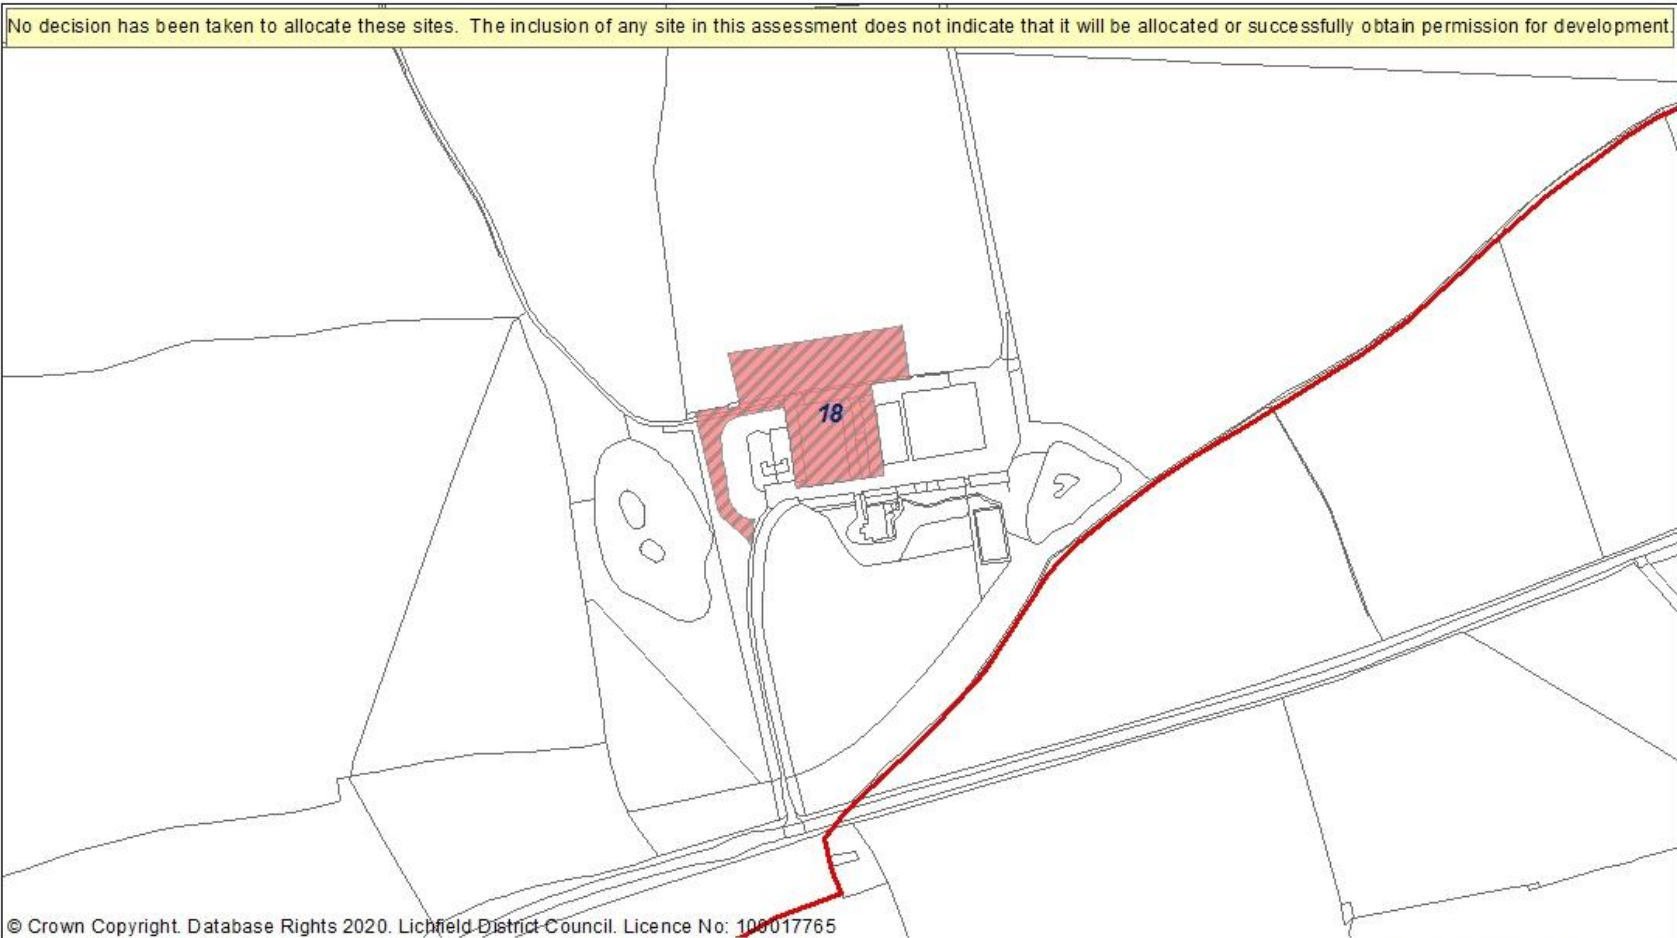 No decision has been taken to allocate these sites. The inclusion of any site in this assessment does not indicate that it will be allocated or successfully obtain permission for development.
18
© Crown Copyright. Database Rights 2020. Lichfield District Council. Licence No: 100017765